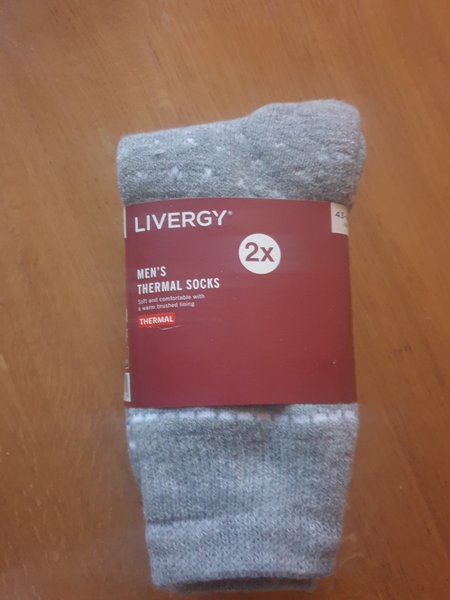 LIVERGY®
2x
MEN'S
THERMAL SOCKS
Soft and comfortable with
a warm brushed lining
THERMAL